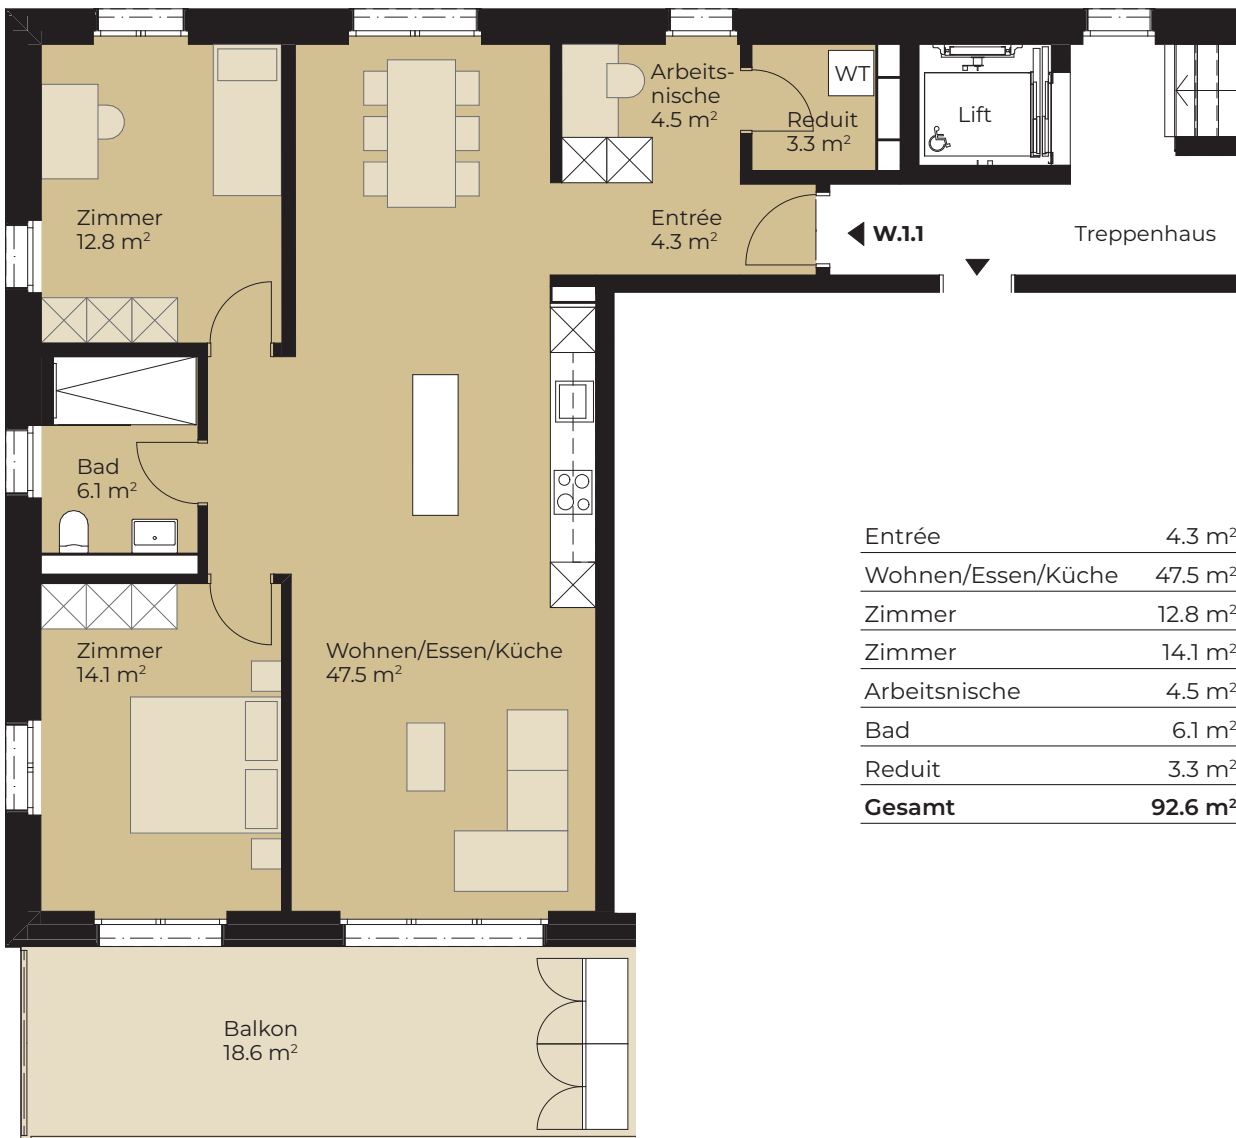 Arbeits-
nische
4.5 m²
WT
Reduit
3.3 m²
Lift
Zimmer
12.8 m²
Entrée
4.3 m²
W.1.1
Treppenhaus
Bad
6.1 m²
Zimmer
14.1 m²
Wohnen/Essen/Küche
47.5 m²
Entrée 4.3 m²
Wohnen/Essen/Küche 47.5 m²
Zimmer 12.8 m²
Zimmer 14.1 m²
Arbeitsnische 4.5 m²
Bad 6.1 m²
Reduit 3.3 m²
Gesamt 92.6 m²
Balkon
18.6 m²